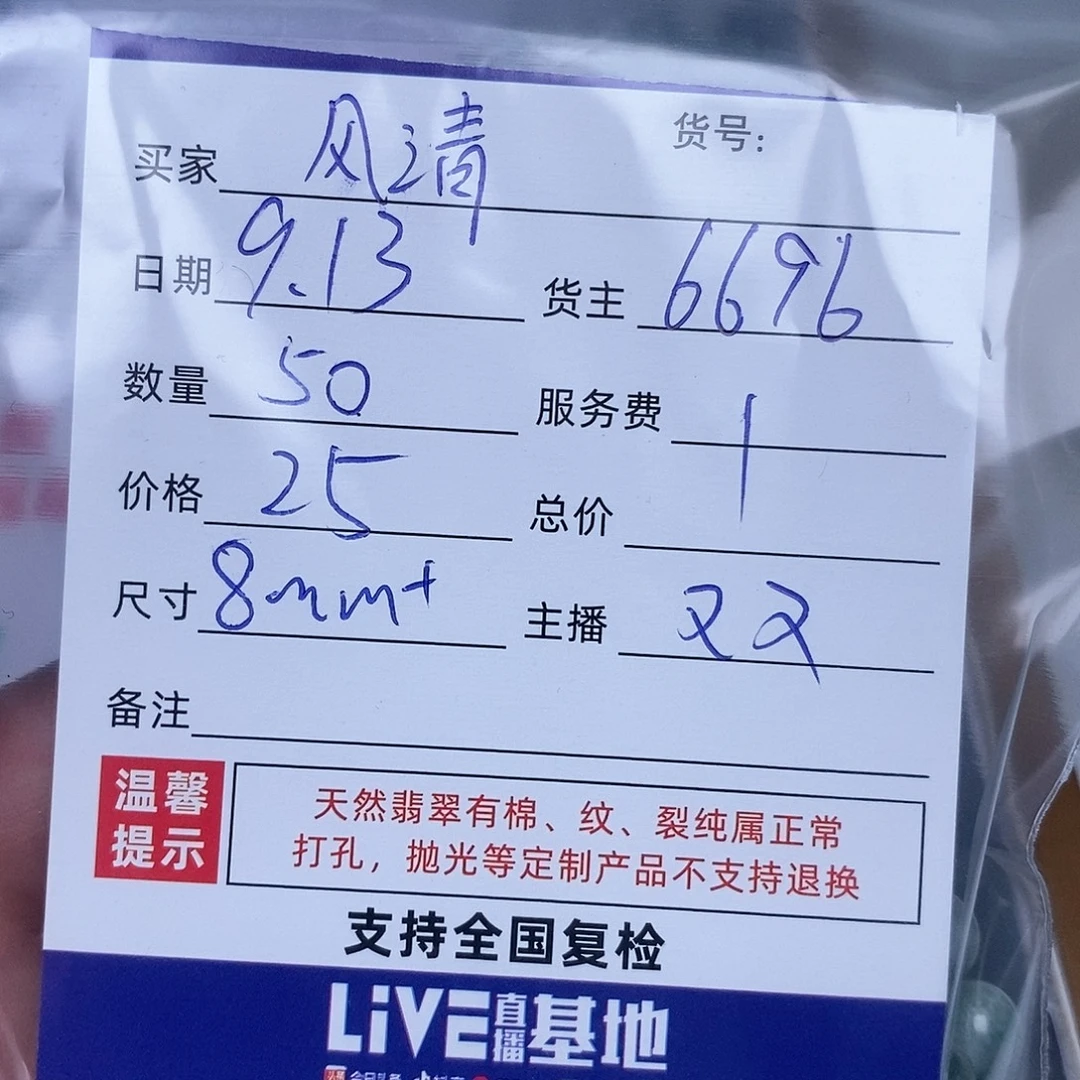 买家 风清 货号:
日期 9.13 货主 6696
数量 50 服务费 1
价格 25 总价
尺寸 8mm+ 主播 又又
备注
温馨提示
天然翡翠有棉、纹、裂纯属正常
打孔，抛光等定制产品不支持退换
支持全国复检
LiVE直播基地